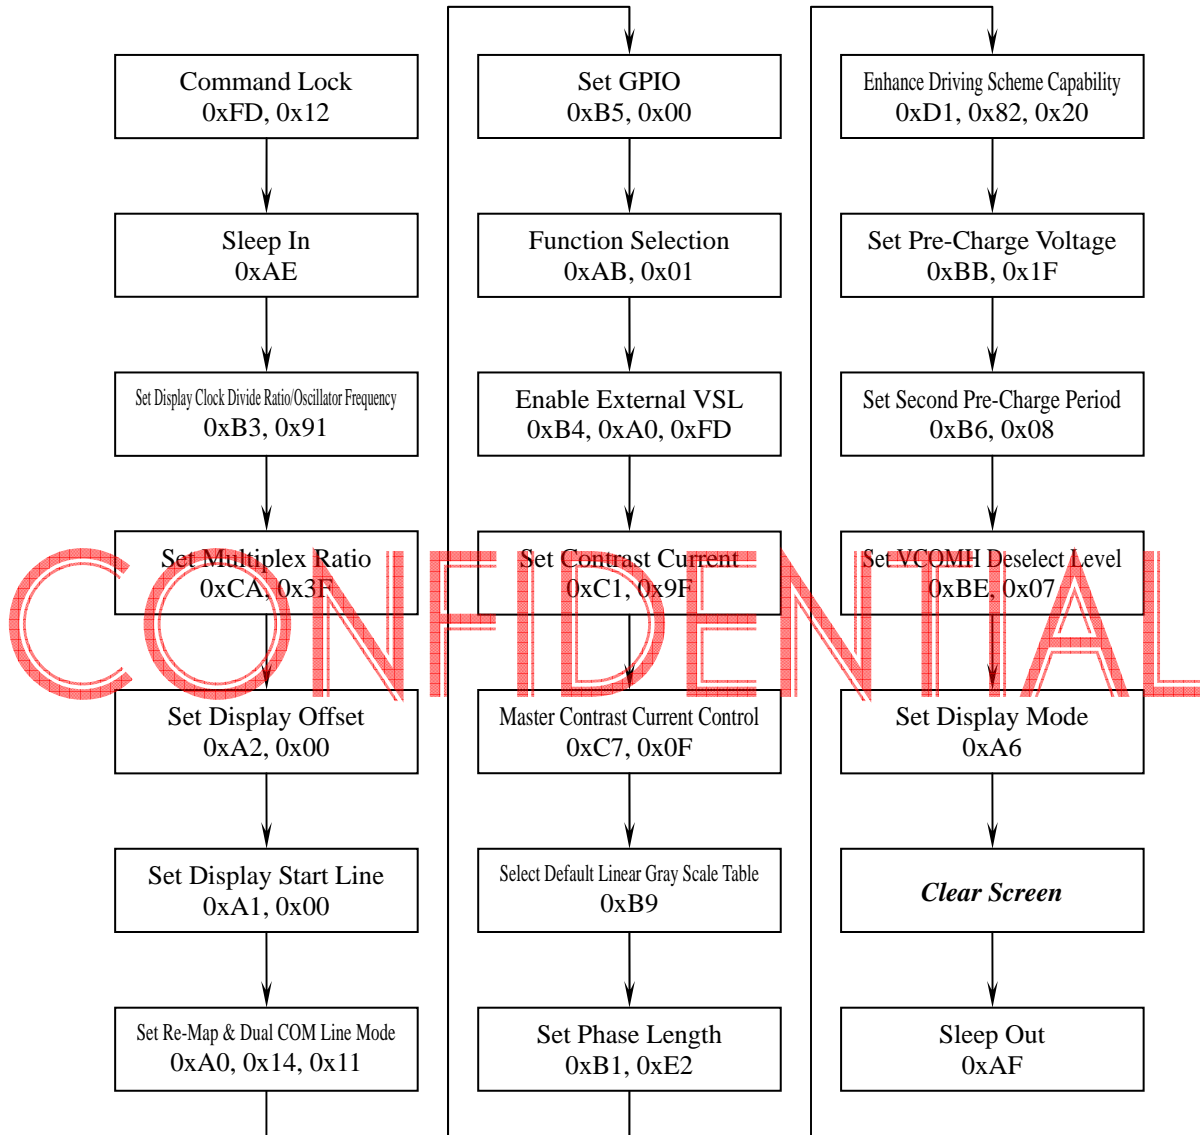 Command Lock
0xFD, 0x12
Sleep In
0xAE
Set Display Clock Divide Ratio/Oscillator Frequency
0xB3, 0x91
Set Multiplex Ratio
0xCA, 0x3F
Set Display Offset
0xA2, 0x00
Set Display Start Line
0xA1, 0x00
Set Re-Map & Dual COM Line Mode
0xA0, 0x14, 0x11
Set GPIO
0xB5, 0x00
Function Selection
0xAB, 0x01
Enable External VSL
0xB4, 0xA0, 0xFD
Set Contrast Current
0xC1, 0x9F
Master Contrast Current Control
0xC7, 0x0F
Select Default Linear Gray Scale Table
0xB9
Set Phase Length
0xB1, 0xE2
Enhance Driving Scheme Capability
0xD1, 0x82, 0x20
Set Pre-Charge Voltage
0xBB, 0x1F
Set Second Pre-Charge Period
0xB6, 0x08
Set VCOMH Deselect Level
0xBE, 0x07
Set Display Mode
0xA6
Clear Screen
Sleep Out
0xAF
CONFIDENTIAL